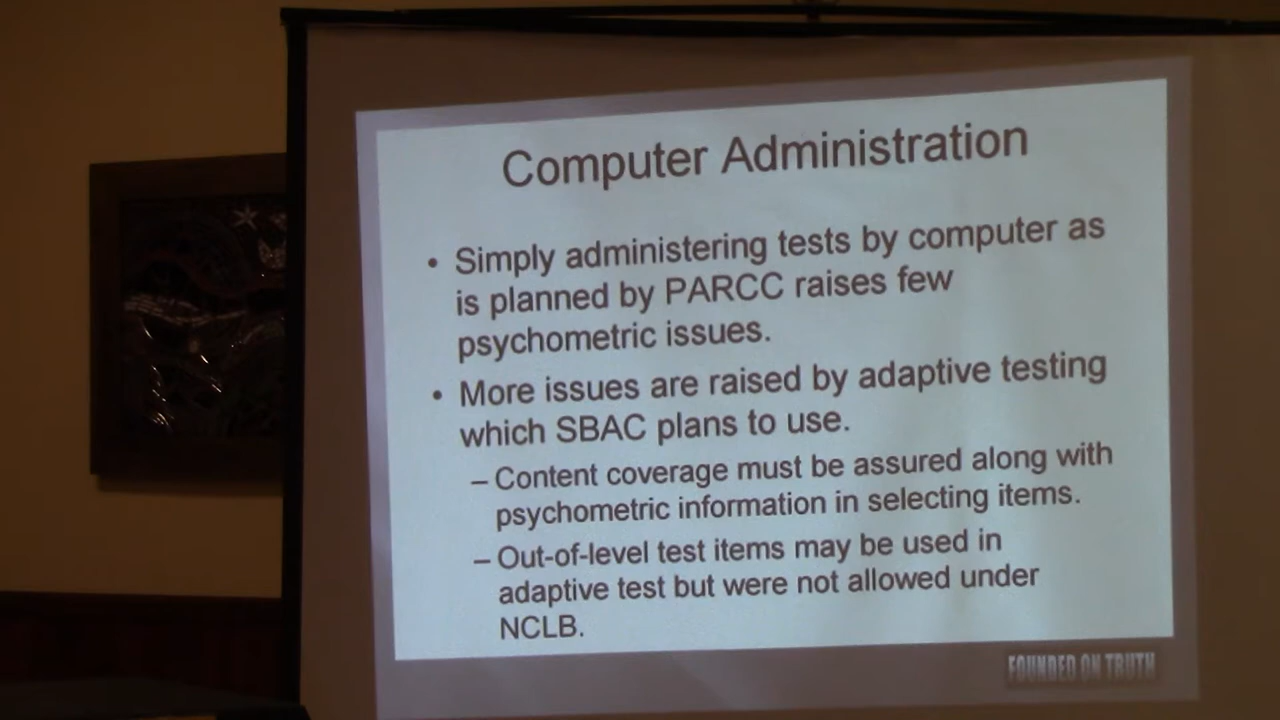 Computer Administration
• Simply administering tests by computer as
is planned by PARCC raises few
psychometric issues.
• More issues are raised by adaptive testing
which SBAC plans to use.
– Content coverage must be assured along with
psychometric information in selecting items.
– Out-of-level test items may be used in
adaptive test but were not allowed under
NCLB.
FOUNDED ON TRUTH